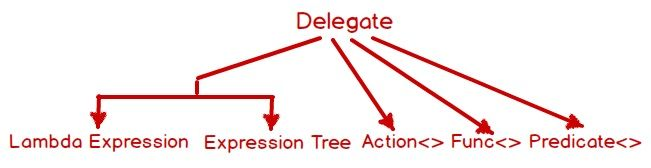 Delegate
Lambda Expression Expression Tree Action<> Func<> Predicate<>